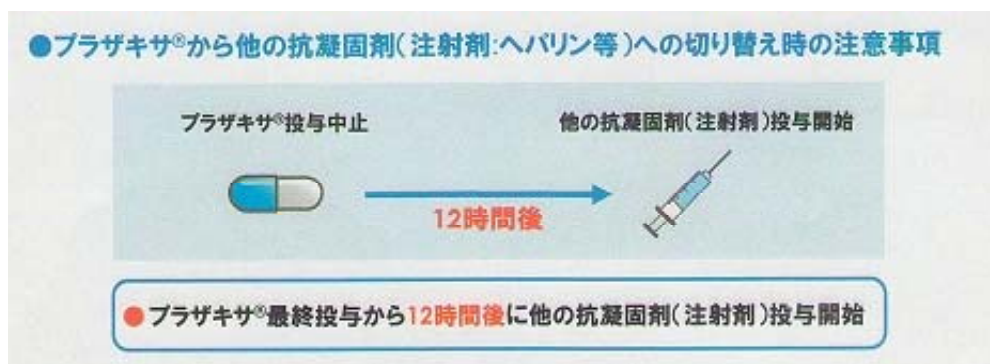 ●プラザキサ®から他の抗凝固剤(注射剤:ヘパリン等)への切り替え時の注意事項
プラザキサ®投与中止
他の抗凝固剤(注射剤)投与開始
12時間後
●プラザキサ®最終投与から12時間後に他の抗凝固剤(注射剤)投与開始